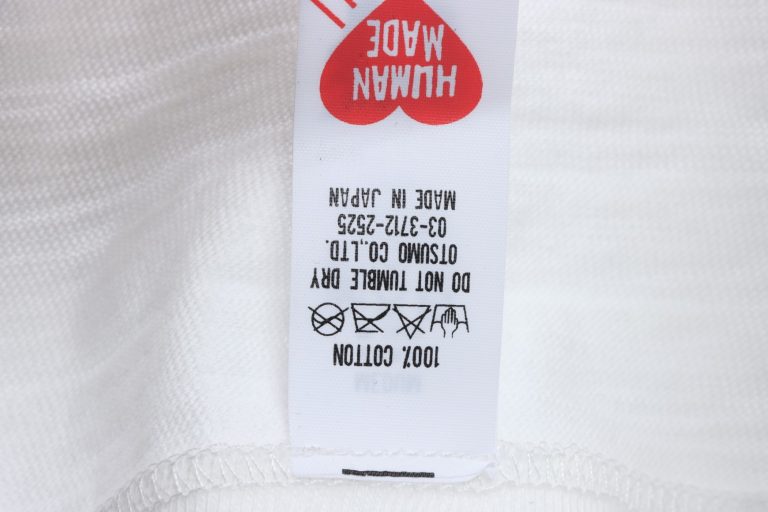 100% COTTON
DO NOT TUMBLE DRY
OTSUMO CO.,LTD.
03-3712-2525
MADE IN JAPAN
HUMAN
MADE